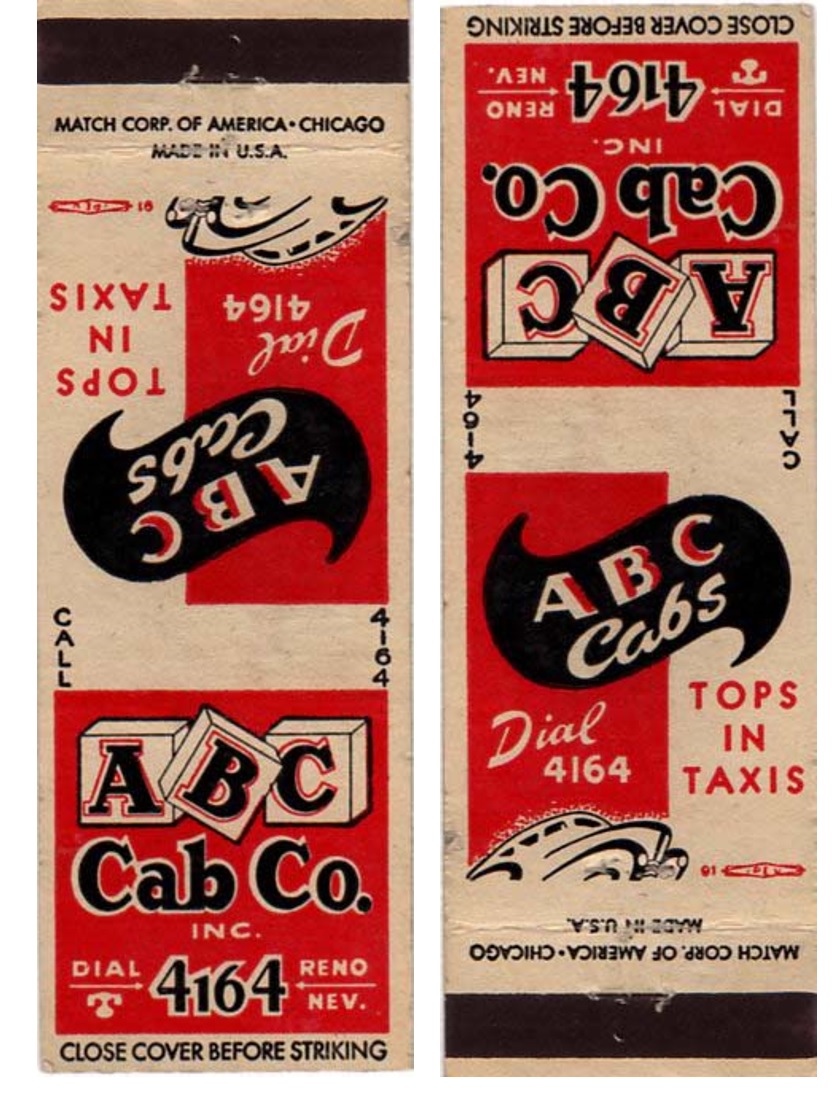 MATCH CORP. OF AMERICA • CHICAGO
MADE IN U.S.A.
A B C
Cabs
Dial
4164
TOPS
IN
TAXIS
CALL
4164
ABC
Cab Co.
INC.
DIAL 4164 RENO
NEV.
CLOSE COVER BEFORE STRIKING
CLOSE COVER BEFORE STRIKING
ABC
Cab Co.
INC.
DIAL 4164 RENO
NEV.
CALL
4164
A B C
Cabs
Dial
4164
TOPS
IN
TAXIS
MATCH CORP. OF AMERICA • CHICAGO
MADE IN U.S.A.